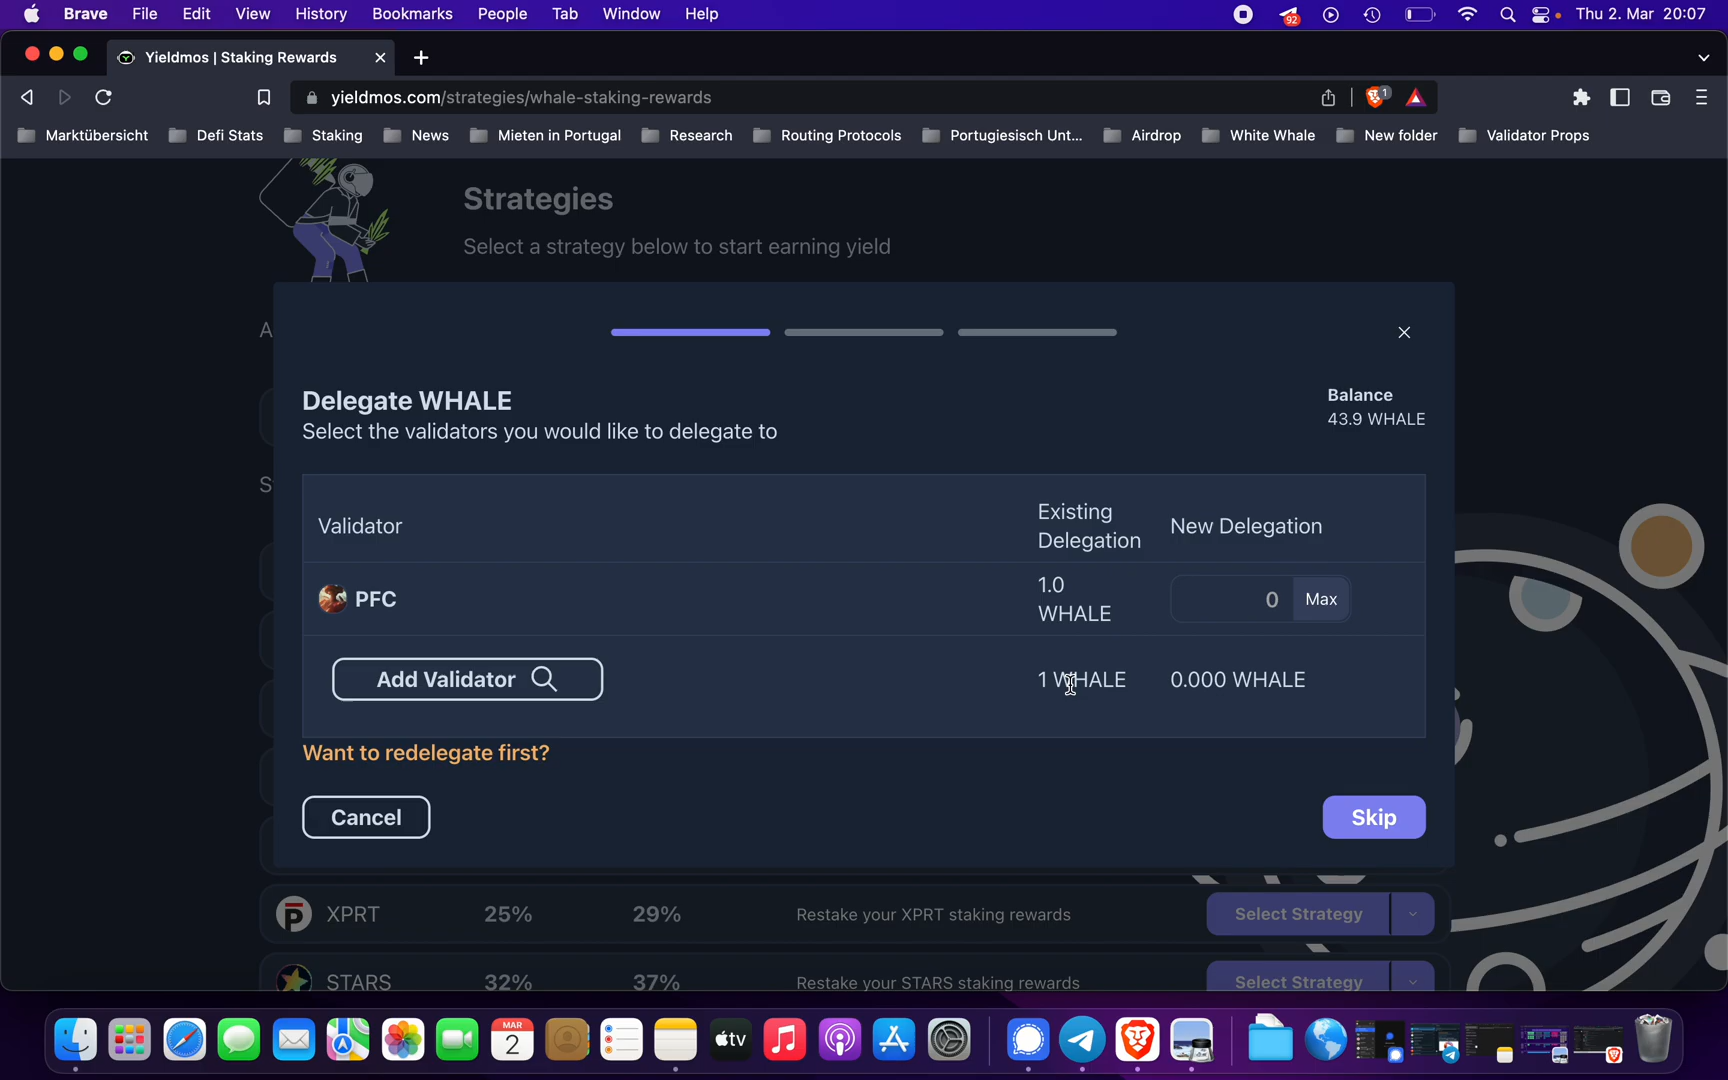 Brave File Edit View History Bookmarks People Tab Window Help 92 Thu 2. Mar 20:07
Yieldmos | Staking Rewards
yieldmos.com/strategies/whale-staking-rewards 1
Marktübersicht Defi Stats Staking News Mieten in Portugal Research Routing Protocols Portugiesisch Unt... Airdrop White Whale New folder Validator Props
Strategies
Select a strategy below to start earning yield
A
Delegate WHALE
Balance
43.9 WHALE
Select the validators you would like to delegate to
S
Validator Existing Delegation New Delegation
PFC 1.0 WHALE 0 Max
Add Validator 1 WHALE 0.000 WHALE
Want to redelegate first?
Cancel Skip
XPRT 25% 29% Restake your XPRT staking rewards Select Strategy
STARS 32% 37% Restake your STARS staking rewards Select Strategy
MAR
2
tv